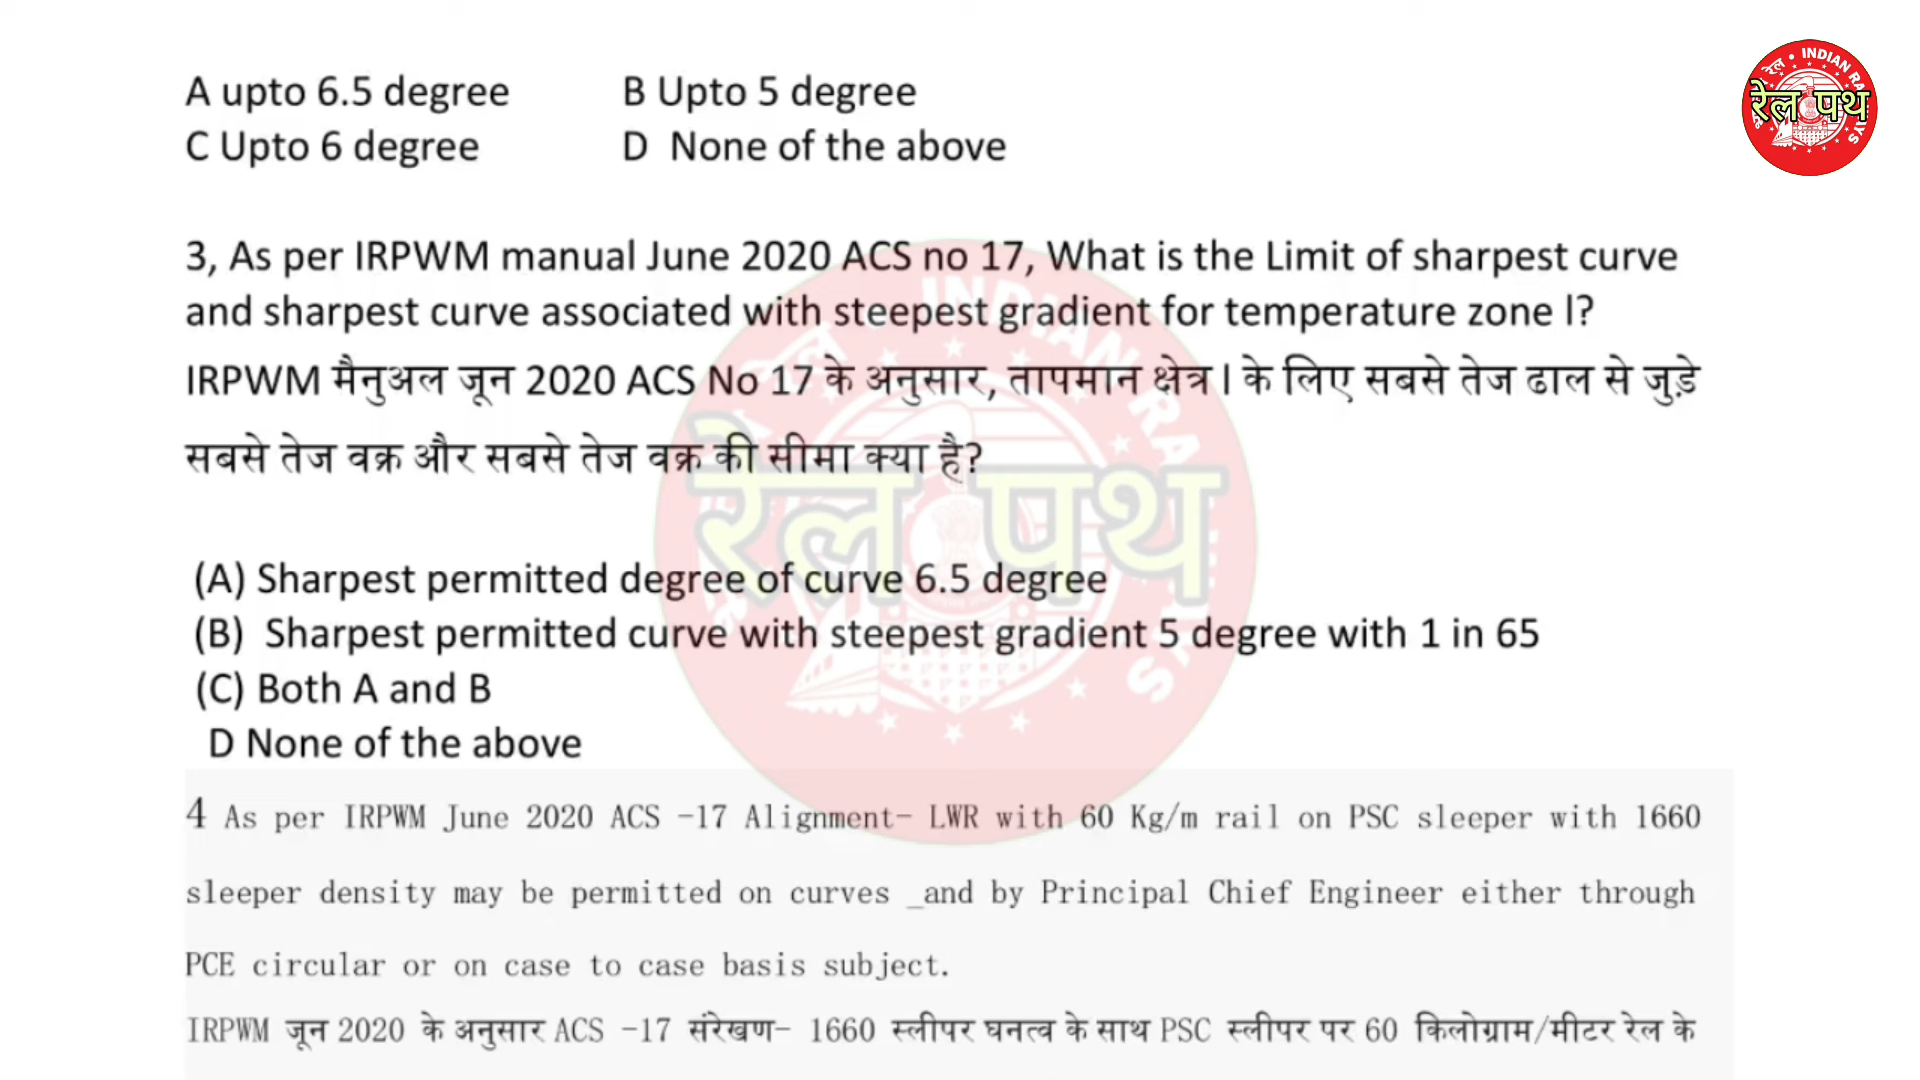 A upto 6.5 degree B Upto 5 degree
C Upto 6 degree D None of the above
3, As per IRPWM manual June 2020 ACS no 17, What is the Limit of sharpest curve
and sharpest curve associated with steepest gradient for temperature zone l?
IRPWM मैनुअल जून 2020 ACS No 17 के अनुसार, तापमान क्षेत्र l के लिए सबसे तेज ढाल से जुड़े
सबसे तेज वक्र और सबसे तेज वक्र की सीमा क्या है?
(A) Sharpest permitted degree of curve 6.5 degree
(B) Sharpest permitted curve with steepest gradient 5 degree with 1 in 65
(C) Both A and B
D None of the above
4 As per IRPWM June 2020 ACS -17 Alignment- LWR with 60 Kg/m rail on PSC sleeper with 1660
sleeper density may be permitted on curves _and by Principal Chief Engineer either through
PCE circular or on case to case basis subject.
IRPWM जून 2020 के अनुसार ACS -17 संरेखण- 1660 स्लीपर घनत्व के साथ PSC स्लीपर पर 60 किलोग्राम/मीटर रेल के
रेल पथ
INDIAN RA
रेल पथ